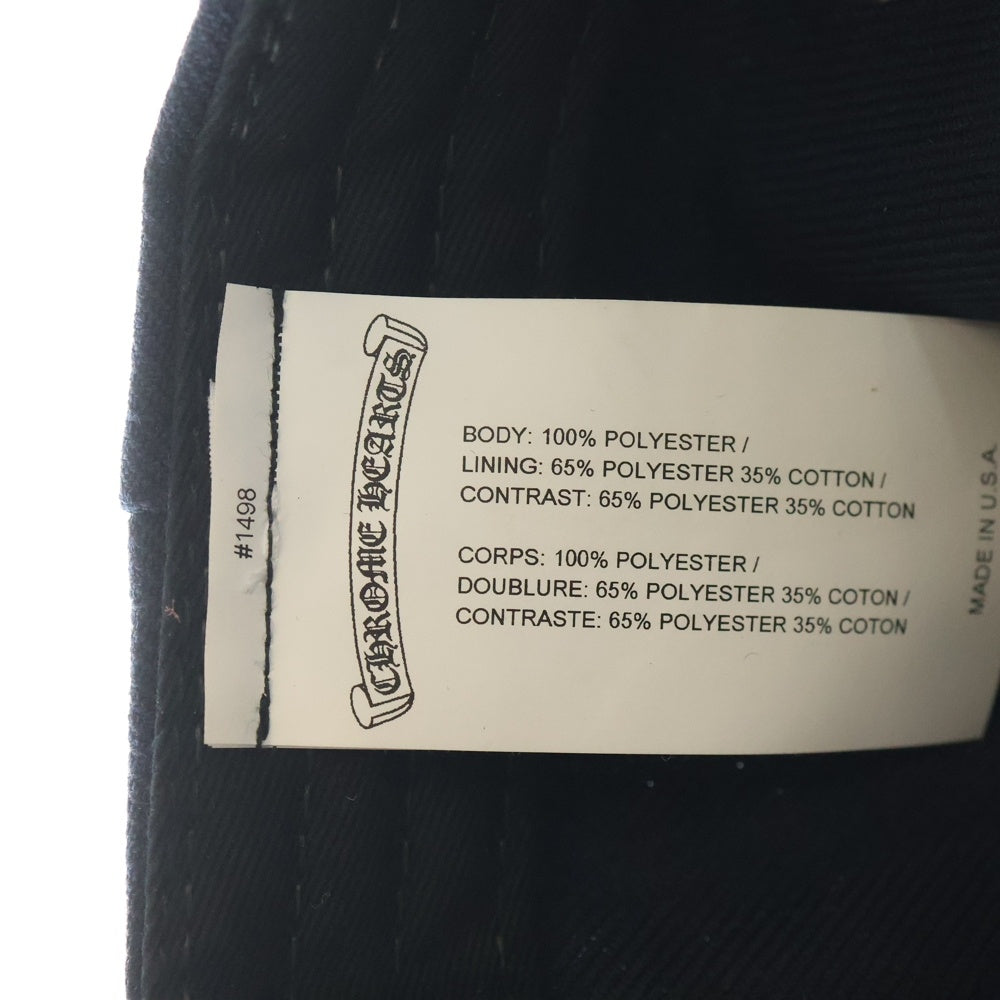 #1498
CHROME HEARTS
BODY: 100% POLYESTER /
LINING: 65% POLYESTER 35% COTTON /
CONTRAST: 65% POLYESTER 35% COTTON
CORPS: 100% POLYESTER /
DOUBLURE: 65% POLYESTER 35% COTON /
CONTRASTE: 65% POLYESTER 35% COTON
MADE IN U.S.A.